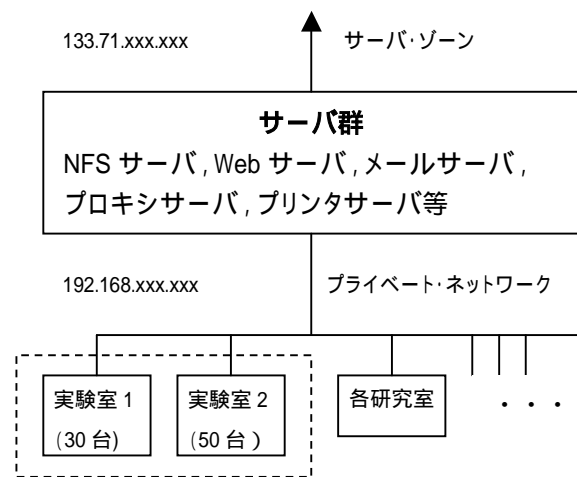 133.71.xxx.xxx サーバ・ゾーン
サーバ群
NFS サーバ, Web サーバ, メールサーバ,
プロキシサーバ, プリンタサーバ等
192.168.xxx.xxx プライベート・ネットワーク
実験室 1 実験室 2 各研究室 ・・・
(30 台) (50 台 )